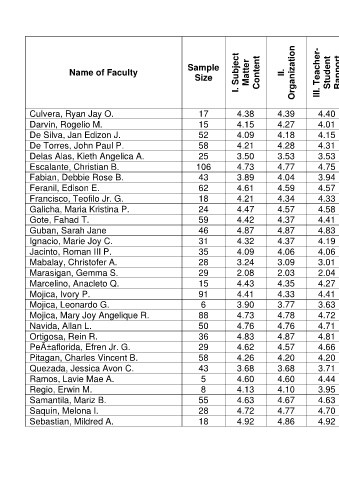 Name of Faculty Sample Size I. Subject Matter Content II. Organization III. Teacher-Student
Culvera, Ryan Jay O. 17 4.38 4.39 4.40
Darvin, Rogelio M. 15 4.15 4.27 4.01
De Silva, Jan Edizon J. 52 4.09 4.18 4.15
De Torres, John Paul P. 58 4.21 4.28 4.31
Delas Alas, Kieth Angelica A. 25 3.50 3.53 3.53
Escalante, Christian B. 106 4.73 4.77 4.75
Fabian, Debbie Rose B. 43 3.89 4.04 3.94
Feranil, Edison E. 62 4.61 4.59 4.57
Francisco, Teofilo Jr. G. 18 4.21 4.34 4.33
Galicha, Maria Kristina P. 24 4.47 4.57 4.58
Gote, Fahad T. 59 4.42 4.37 4.41
Guban, Sarah Jane 46 4.87 4.87 4.83
Ignacio, Marie Joy C. 31 4.32 4.37 4.19
Jacinto, Roman III P. 35 4.09 4.06 4.06
Mabalay, Christofer A. 28 3.24 3.09 3.01
Marasigan, Gemma S. 29 2.08 2.03 2.04
Marcelino, Anacleto Q. 15 4.43 4.35 4.27
Mojica, Ivory P. 91 4.41 4.33 4.41
Mojica, Leonardo G. 6 3.90 3.77 3.63
Mojica, Mary Joy Angelique R. 88 4.73 4.78 4.72
Navida, Allan L. 50 4.76 4.76 4.71
Ortigosa, Rein R. 36 4.83 4.87 4.81
PeÃ±aflorida, Efren Jr. G. 29 4.62 4.57 4.66
Pitagan, Charles Vincent B. 58 4.26 4.20 4.20
Quezada, Jessica Avon C. 43 3.68 3.68 3.71
Ramos, Lavie Mae A. 5 4.60 4.60 4.44
Regio, Erwin M. 8 4.13 4.10 3.95
Samantila, Mariz B. 55 4.63 4.67 4.63
Saquin, Melona I. 28 4.72 4.77 4.70
Sebastian, Mildred A. 18 4.92 4.86 4.92